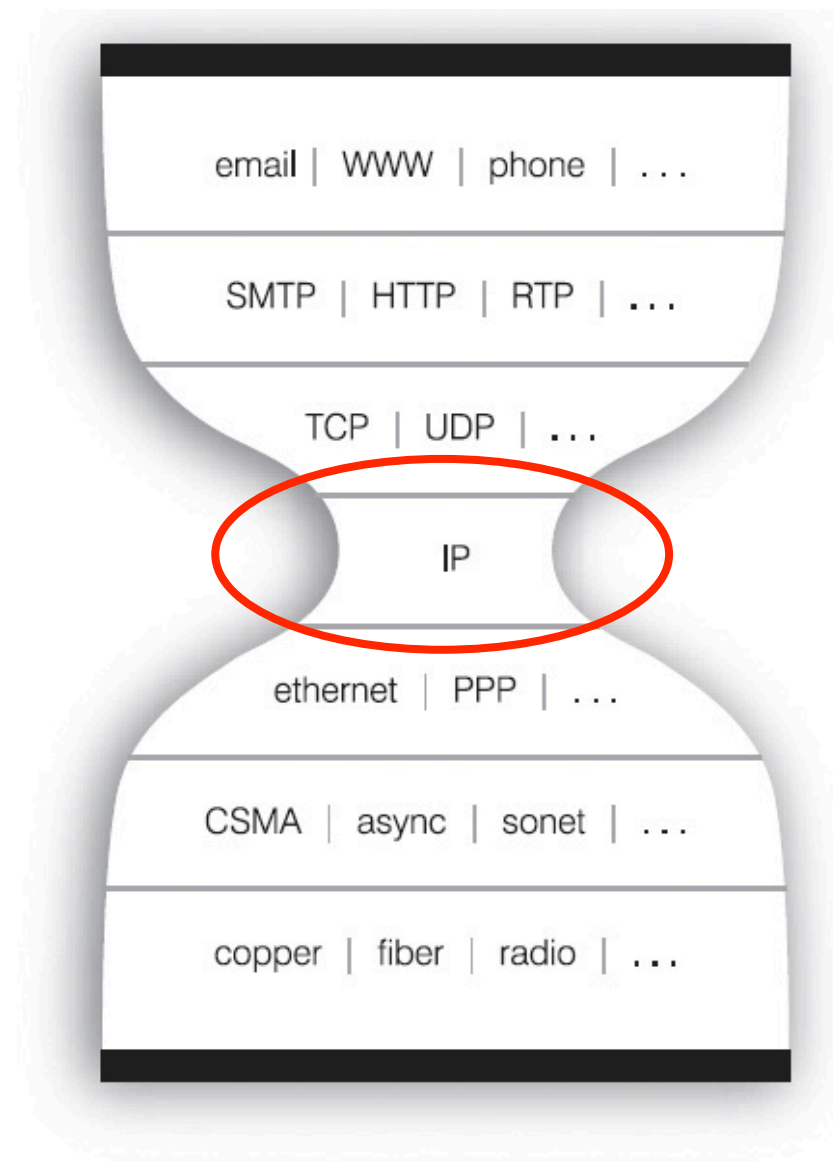 email | WWW | phone | ...
SMTP | HTTP | RTP | ...
TCP | UDP | ...
IP
ethernet | PPP | ...
CSMA | async | sonet | ...
copper | fiber | radio | ...